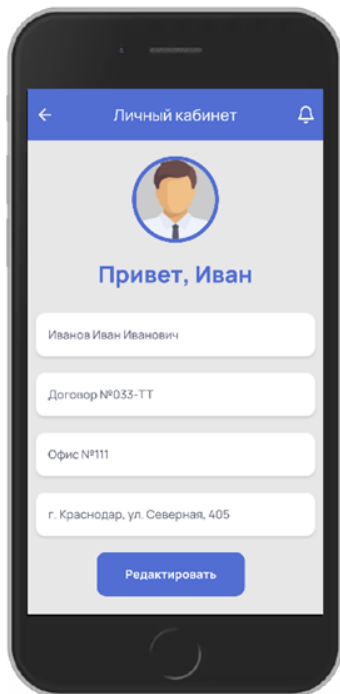 Личный кабинет
Привет, Иван
Иванов Иван Иванович
Договор №033-ТТ
Офис №111
г. Краснодар, ул. Северная, 405
Редактировать